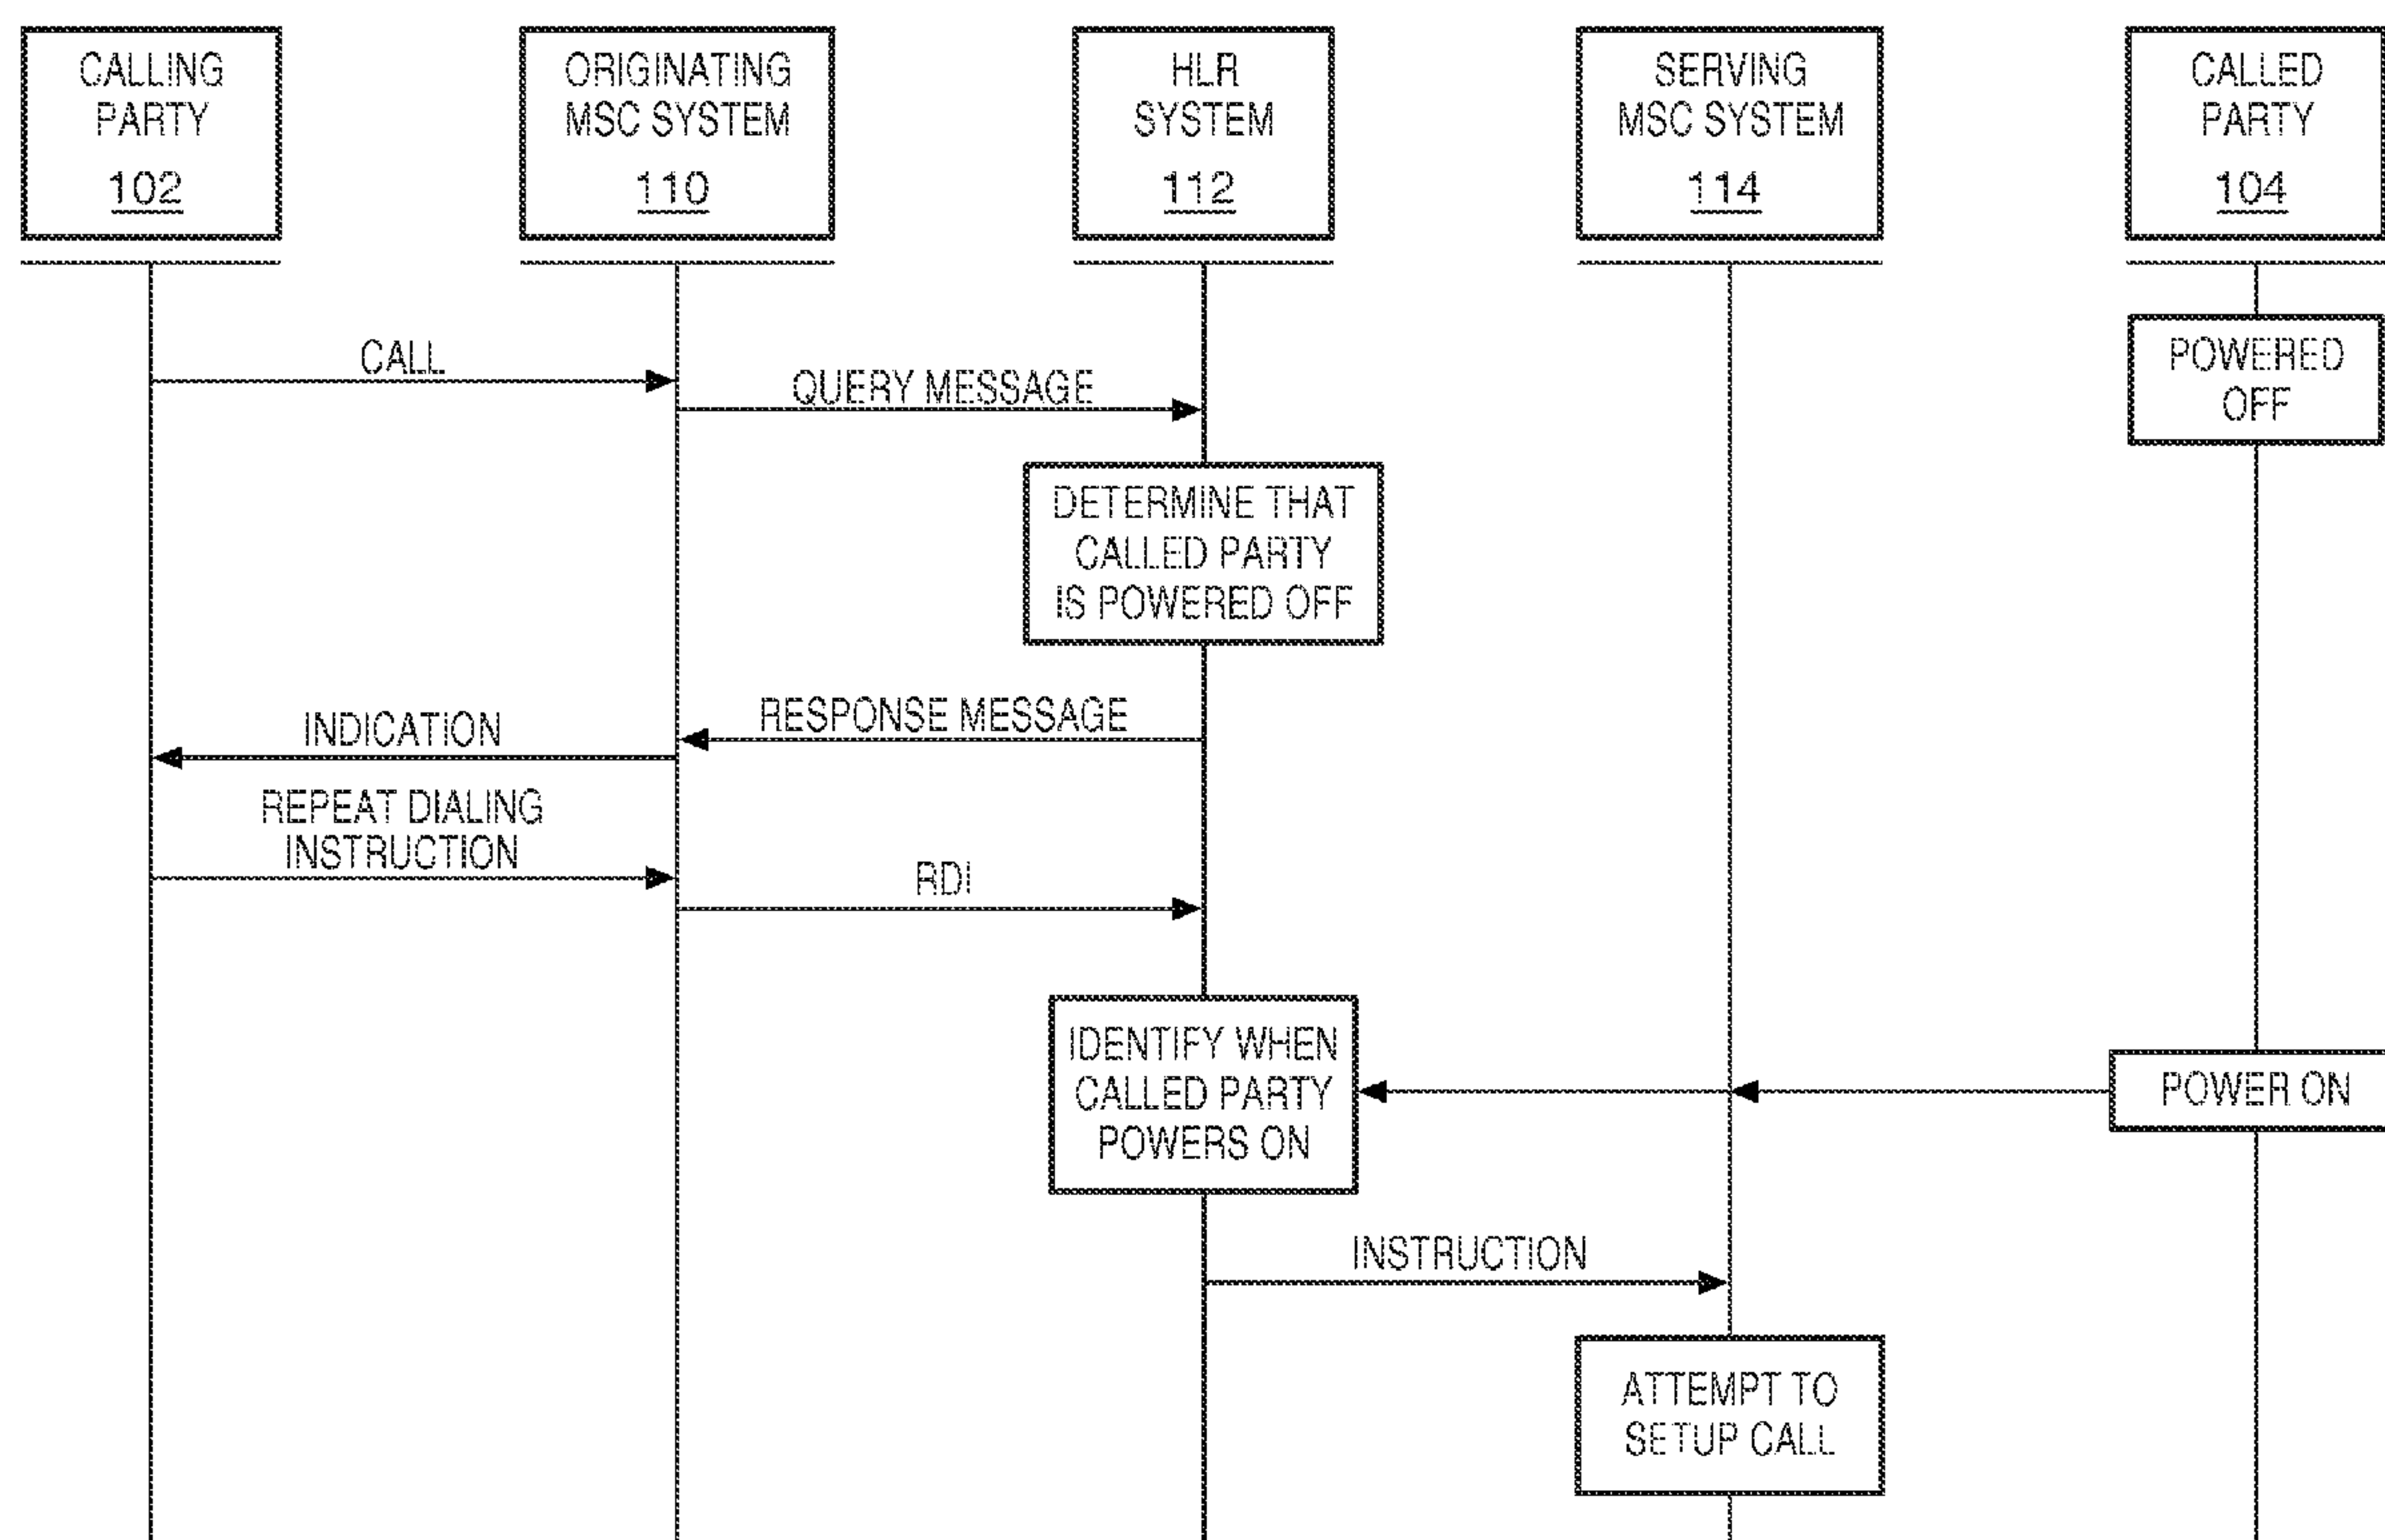 CALLING
PARTY
102
ORIGINATING
MSC SYSTEM
110
HLR
SYSTEM
112
SERVING
MSC SYSTEM
114
CALLED
PARTY
104
POWERED
OFF
CALL
QUERY MESSAGE
DETERMINE THAT
CALLED PARTY
IS POWERED OFF
RESPONSE MESSAGE
INDICATION
REPEAT DIALING
INSTRUCTION
RDI
IDENTIFY WHEN
CALLED PARTY
POWERS ON
POWER ON
INSTRUCTION
ATTEMPT TO
SETUP CALL